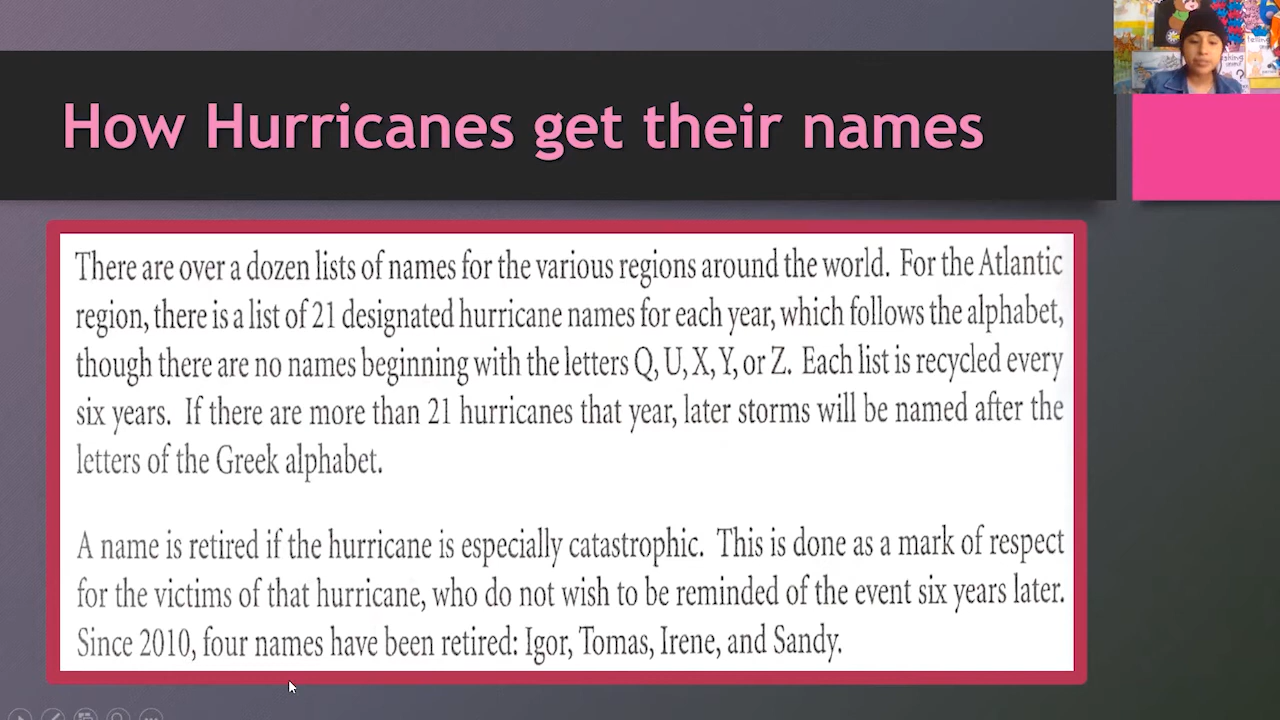 How Hurricanes get their names
There are over a dozen lists of names for the various regions around the world. For the Atlantic
region, there is a list of 21 designated hurricane names for each year, which follows the alphabet,
though there are no names beginning with the letters Q, U, X, Y, or Z. Each list is recycled every
six years. If there are more than 21 hurricanes that year, later storms will be named after the
letters of the Greek alphabet.
A name is retired if the hurricane is especially catastrophic. This is done as a mark of respect
for the victims of that hurricane, who do not wish to be reminded of the event six years later.
Since 2010, four names have been retired: Igor, Tomas, Irene, and Sandy.